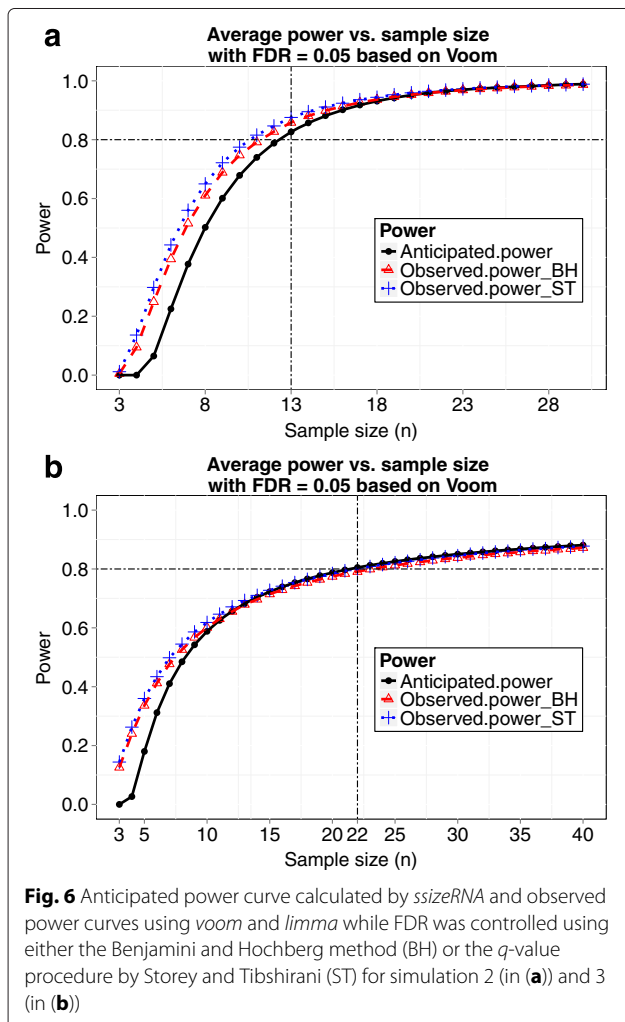 a
Average power vs. sample size
with FDR = 0.05 based on Voom
1.0
0.8
0.6
0.4
0.2
0.0
Power
Power
Anticipated.power
Observed.power_BH
Observed.power_ST
3 8 13 18 23 28
Sample size (n)
b
Average power vs. sample size
with FDR = 0.05 based on Voom
1.0
0.8
0.6
0.4
0.2
0.0
Power
Power
Anticipated.power
Observed.power_BH
Observed.power_ST
3 5 10 15 20 22 25 30 35 40
Sample size (n)
Fig. 6 Anticipated power curve calculated by ssizeRNA and observed
power curves using voom and limma while FDR was controlled using
either the Benjamini and Hochberg method (BH) or the q-value
procedure by Storey and Tibshirani (ST) for simulation 2 (in (a)) and 3
(in (b))